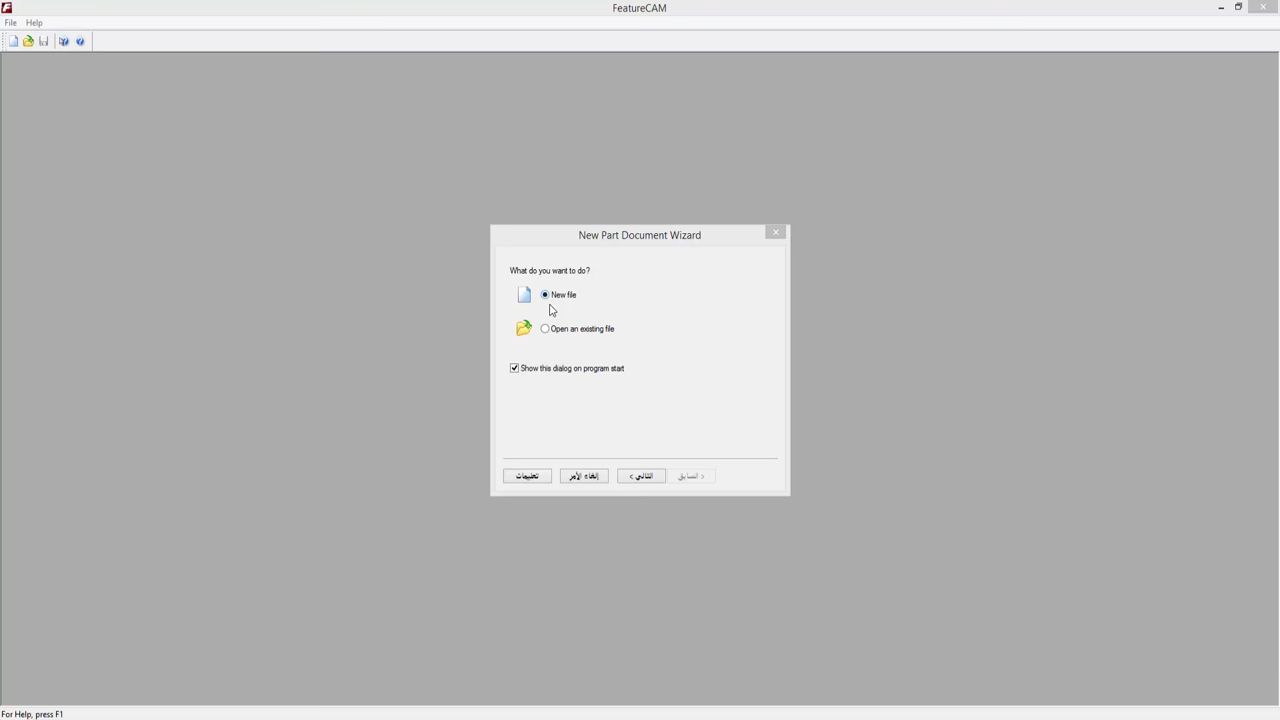 FeatureCAM
File Help
New Part Document Wizard
What do you want to do?
New file
Open an existing file
Show this dialog on program start
تعليمات إلغاء الأمر التالي > < السابق
For Help, press F1